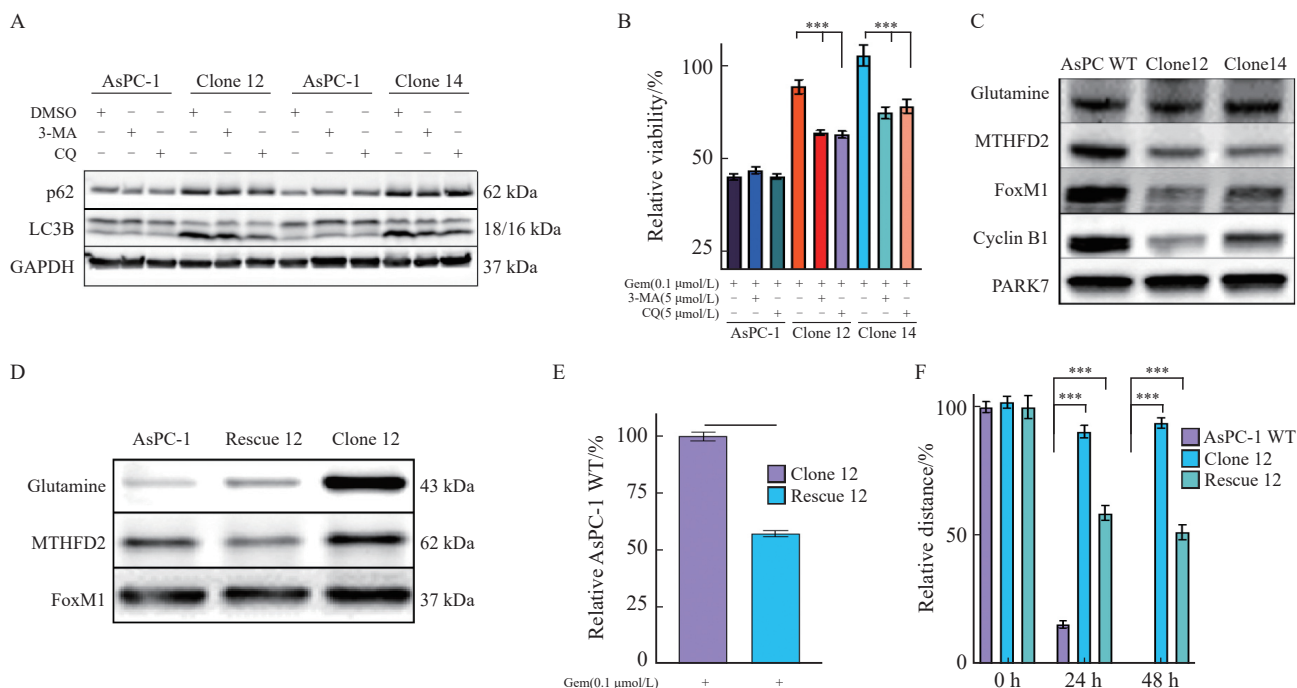 A
AsPC-1 Clone 12 AsPC-1 Clone 14
DMSO + − − + − − + − − + − −
3-MA − + − − + − − + − − + −
CQ − − + − − + − − + − − +
p62 62 kDa
LC3B 18/16 kDa
GAPDH 37 kDa
B
*** ***
Relative viability/%
100
50
25
Gem(0.1 μmol/L) + + + + + + + + +
3-MA(5 μmol/L) − + − − + − − + −
CQ(5 μmol/L) − − + − − + − − +
AsPC-1 Clone 12 Clone 14
C
AsPC WT Clone12 Clone14
Glutamine
MTHFD2
FoxM1
Cyclin B1
PARK7
D
AsPC-1 Rescue 12 Clone 12
Glutamine 43 kDa
MTHFD2 62 kDa
FoxM1 37 kDa
E
Relative AsPC-1 WT/%
100
75
50
25
0
Clone 12
Rescue 12
Gem(0.1 μmol/L) + +
F
*** ***
*** ***
Relative distance/%
100
50
0
AsPC-1 WT
Clone 12
Rescue 12
0 h 24 h 48 h